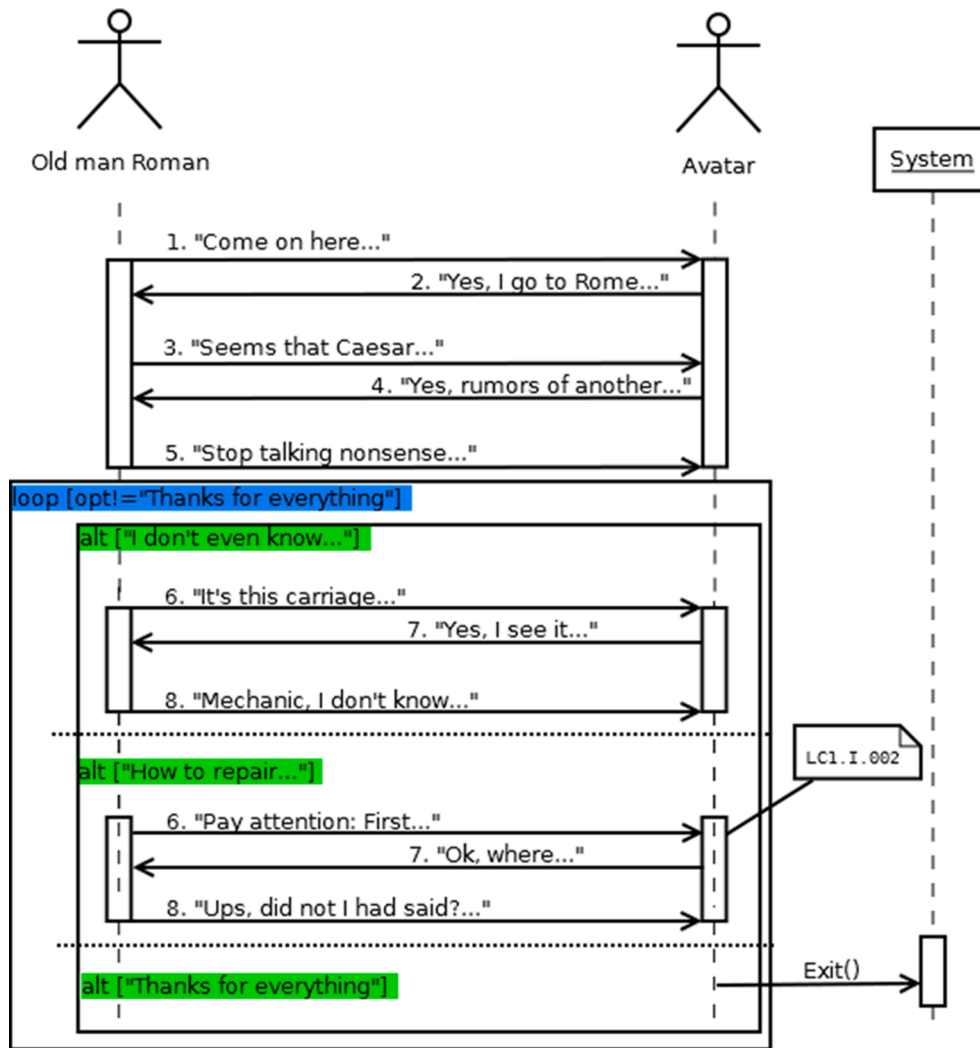 Old man Roman
Avatar
System
1. "Come on here..."
2. "Yes, I go to Rome..."
3. "Seems that Caesar..."
4. "Yes, rumors of another..."
5. "Stop talking nonsense..."
loop [opt!="Thanks for everything"]
alt ["I don't even know..."]
6. "It's this carriage..."
7. "Yes, I see it..."
8. "Mechanic, I don't know..."
LC1.I.002
alt ["How to repair..."]
6. "Pay attention: First..."
7. "Ok, where..."
8. "Ups, did not I had said?..."
Exit()
alt ["Thanks for everything"]